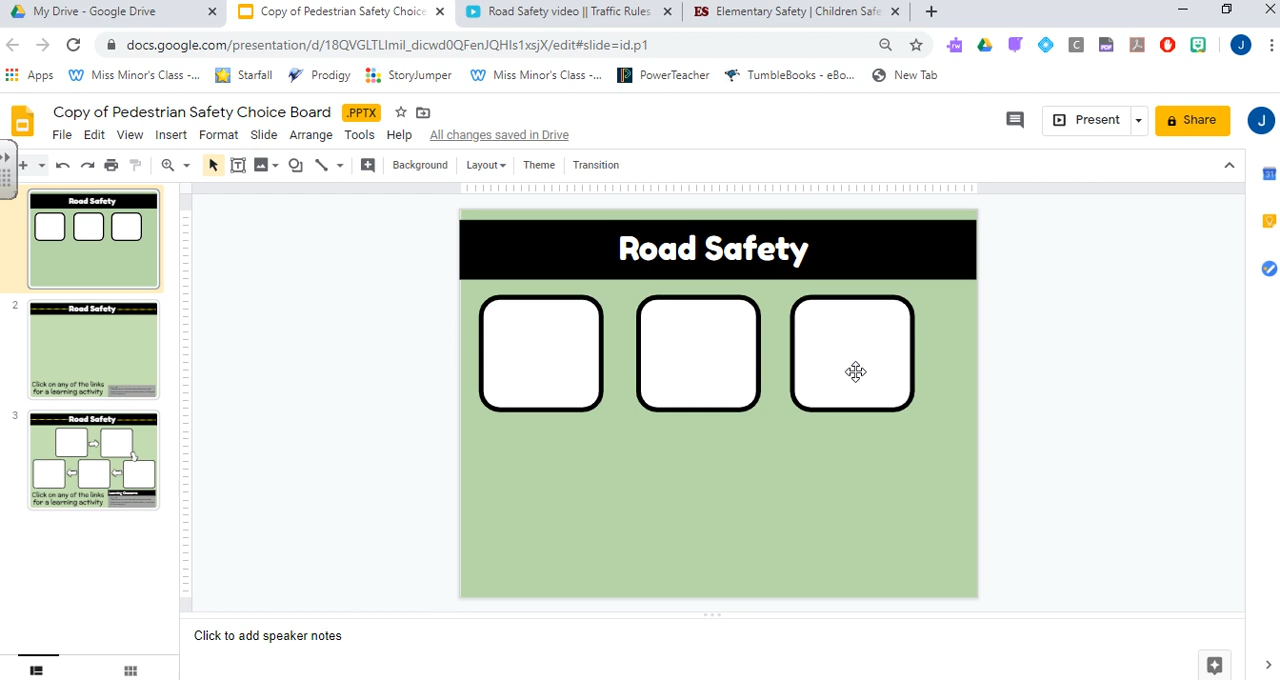 My Drive - Google Drive
Copy of Pedestrian Safety Choice
Road Safety video || Traffic Rules
ES Elementary Safety | Children Safe
docs.google.com/presentation/d/18QVGLTLImiI_dicwd0QFenJQHIs1xsjX/edit#slide=id.p1
Apps Miss Minor's Class -... Starfall Prodigy StoryJumper Miss Minor's Class -... PowerTeacher TumbleBooks - eBo... New Tab
Copy of Pedestrian Safety Choice Board .PPTX
File Edit View Insert Format Slide Arrange Tools Help All changes saved in Drive
Present Share J
Background Layout Theme Transition
Road Safety
2
Road Safety
Click on any of the links
for a learning activity
3
Road Safety
Click on any of the links
for a learning activity
Road Safety
Click to add speaker notes